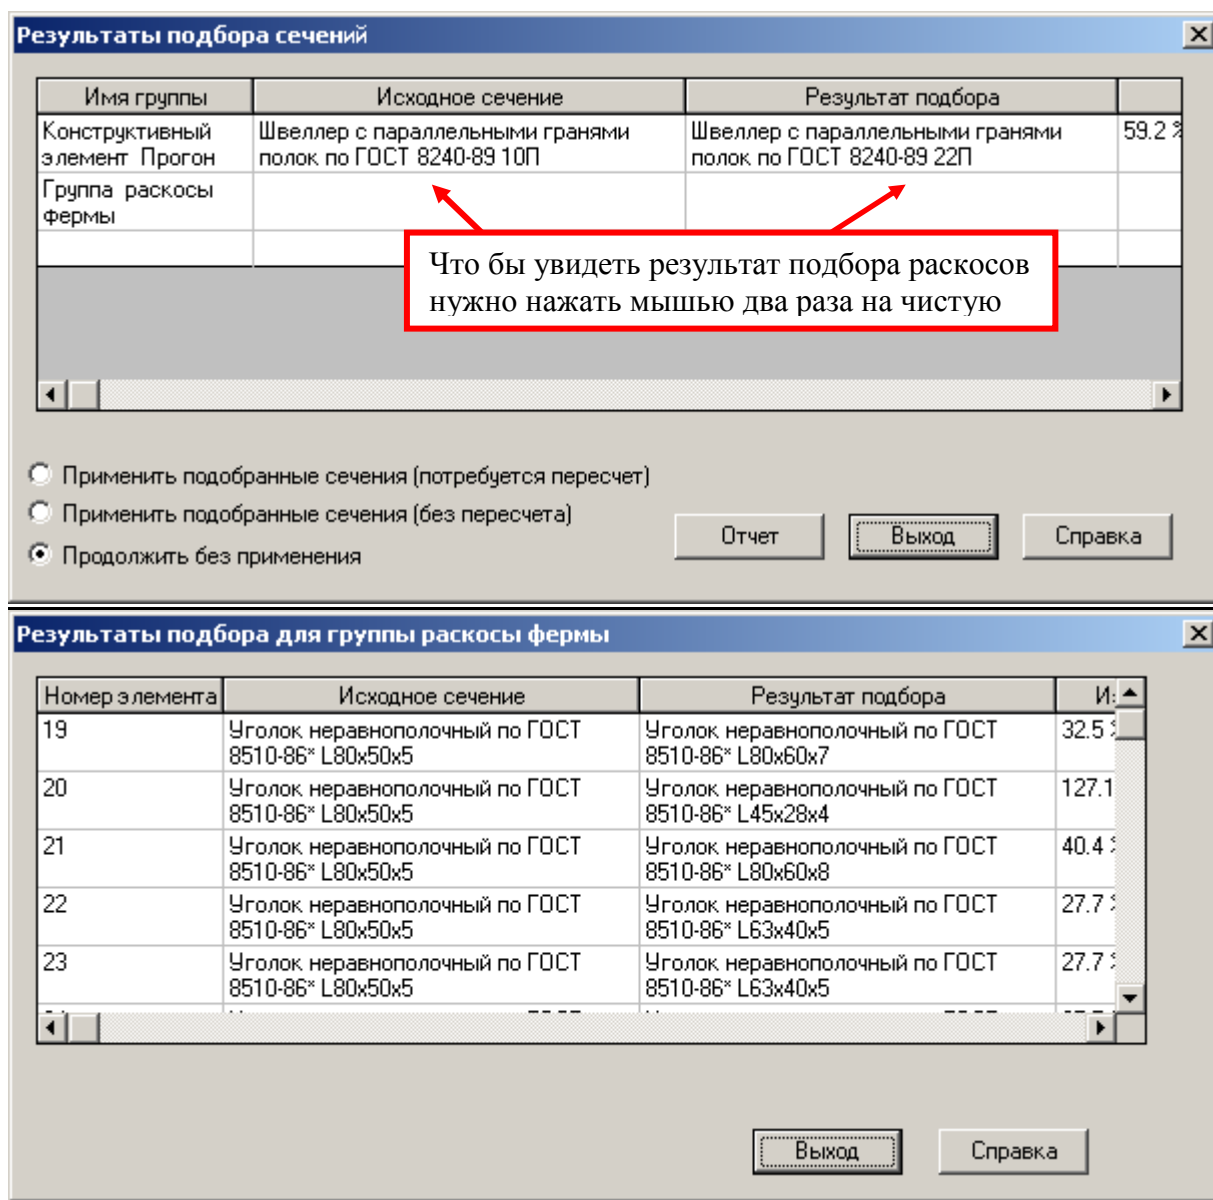 Результаты подбора сечений
Имя группы Исходное сечение Результат подбора
Конструктивный Швеллер с параллельными гранями Швеллер с параллельными гранями 59.2 %
элемент Прогон полок по ГОСТ 8240-89 10П полок по ГОСТ 8240-89 22П
Группа раскосы
фермы
Что бы увидеть результат подбора раскосов
нужно нажать мышью два раза на чистую
Применить подобранные сечения (потребуется пересчет)
Применить подобранные сечения (без пересчета)
Продолжить без применения
Отчет Выход Справка
Результаты подбора для группы раскосы фермы
Номер элемента Исходное сечение Результат подбора
19 Уголок неравнополочный по ГОСТ Уголок неравнополочный по ГОСТ 32.5
8510-86* L80x50x5 8510-86* L80x60x7
20 Уголок неравнополочный по ГОСТ Уголок неравнополочный по ГОСТ 127.1
8510-86* L80x50x5 8510-86* L45x28x4
21 Уголок неравнополочный по ГОСТ Уголок неравнополочный по ГОСТ 40.4
8510-86* L80x50x5 8510-86* L80x60x8
22 Уголок неравнополочный по ГОСТ Уголок неравнополочный по ГОСТ 27.7
8510-86* L80x50x5 8510-86* L63x40x5
23 Уголок неравнополочный по ГОСТ Уголок неравнополочный по ГОСТ 27.7
8510-86* L80x50x5 8510-86* L63x40x5
Выход Справка